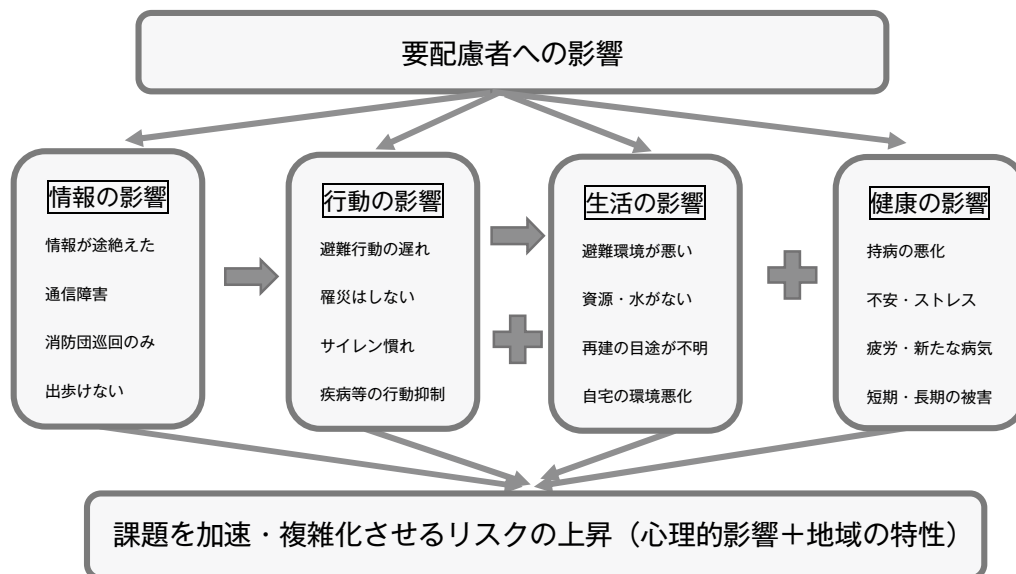 要配慮者への影響
情報の影響
情報が途絶えた
通信障害
消防団巡回のみ
出歩けない
行動の影響
避難行動の遅れ
罹災はしない
サイレン慣れ
疾病等の行動抑制
生活の影響
避難環境が悪い
資源・水がない
再建の目途が不明
自宅の環境悪化
健康の影響
持病の悪化
不安・ストレス
疲労・新たな病気
短期・長期の被害
課題を加速・複雑化させるリスクの上昇（心理的影響＋地域の特性）